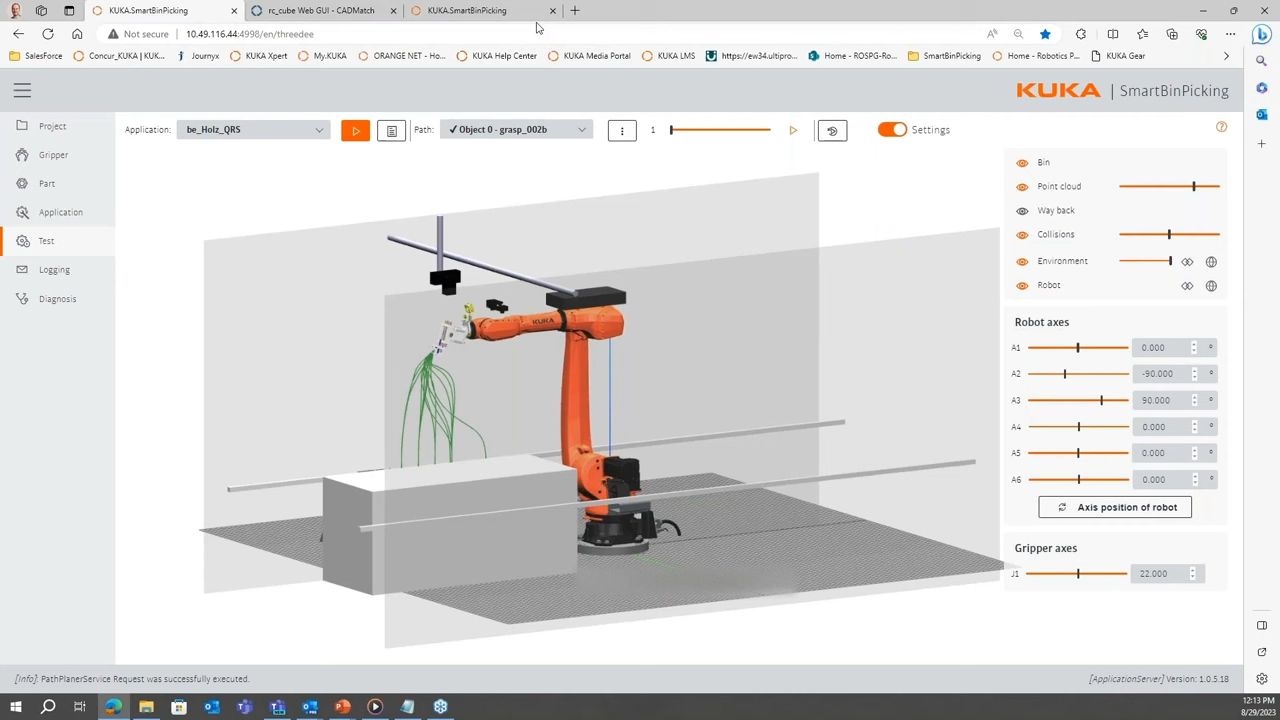 KUKA.SmartBinPicking
rc_cube Web GUI - CADMatch
KUKA.SmartBinPicking
Not secure
10.49.116.44:4998/en/threedee
SalesForce
Concur_KUKA | KUK...
Journyx
KUKA Xpert
My.KUKA
ORANGE NET - Hom...
KUKA Help Center
KUKA Media Portal
KUKA LMS
https://ew34.ultipro...
Home - ROSPG-Rob...
SmartBinPicking
Home - Robotics P...
KUKA Gear
KUKA | SmartBinPicking
Project
Gripper
Part
Application
Test
Logging
Diagnosis
Application:
be_Holz_QRS
Path:
✓ Object 0 - grasp_002b
1
Settings
Bin
Point cloud
Way back
Collisions
Environment
Robot
Robot axes
A1 0.000 °
A2 -90.000 °
A3 90.000 °
A4 0.000 °
A5 0.000 °
A6 0.000 °
Axis position of robot
Gripper axes
J1 22.000
KUKA
[Info]: PathPlanerService Request was successfully executed.
[ApplicationServer] Version: 1.0.5.18
12:13 PM
8/29/2023